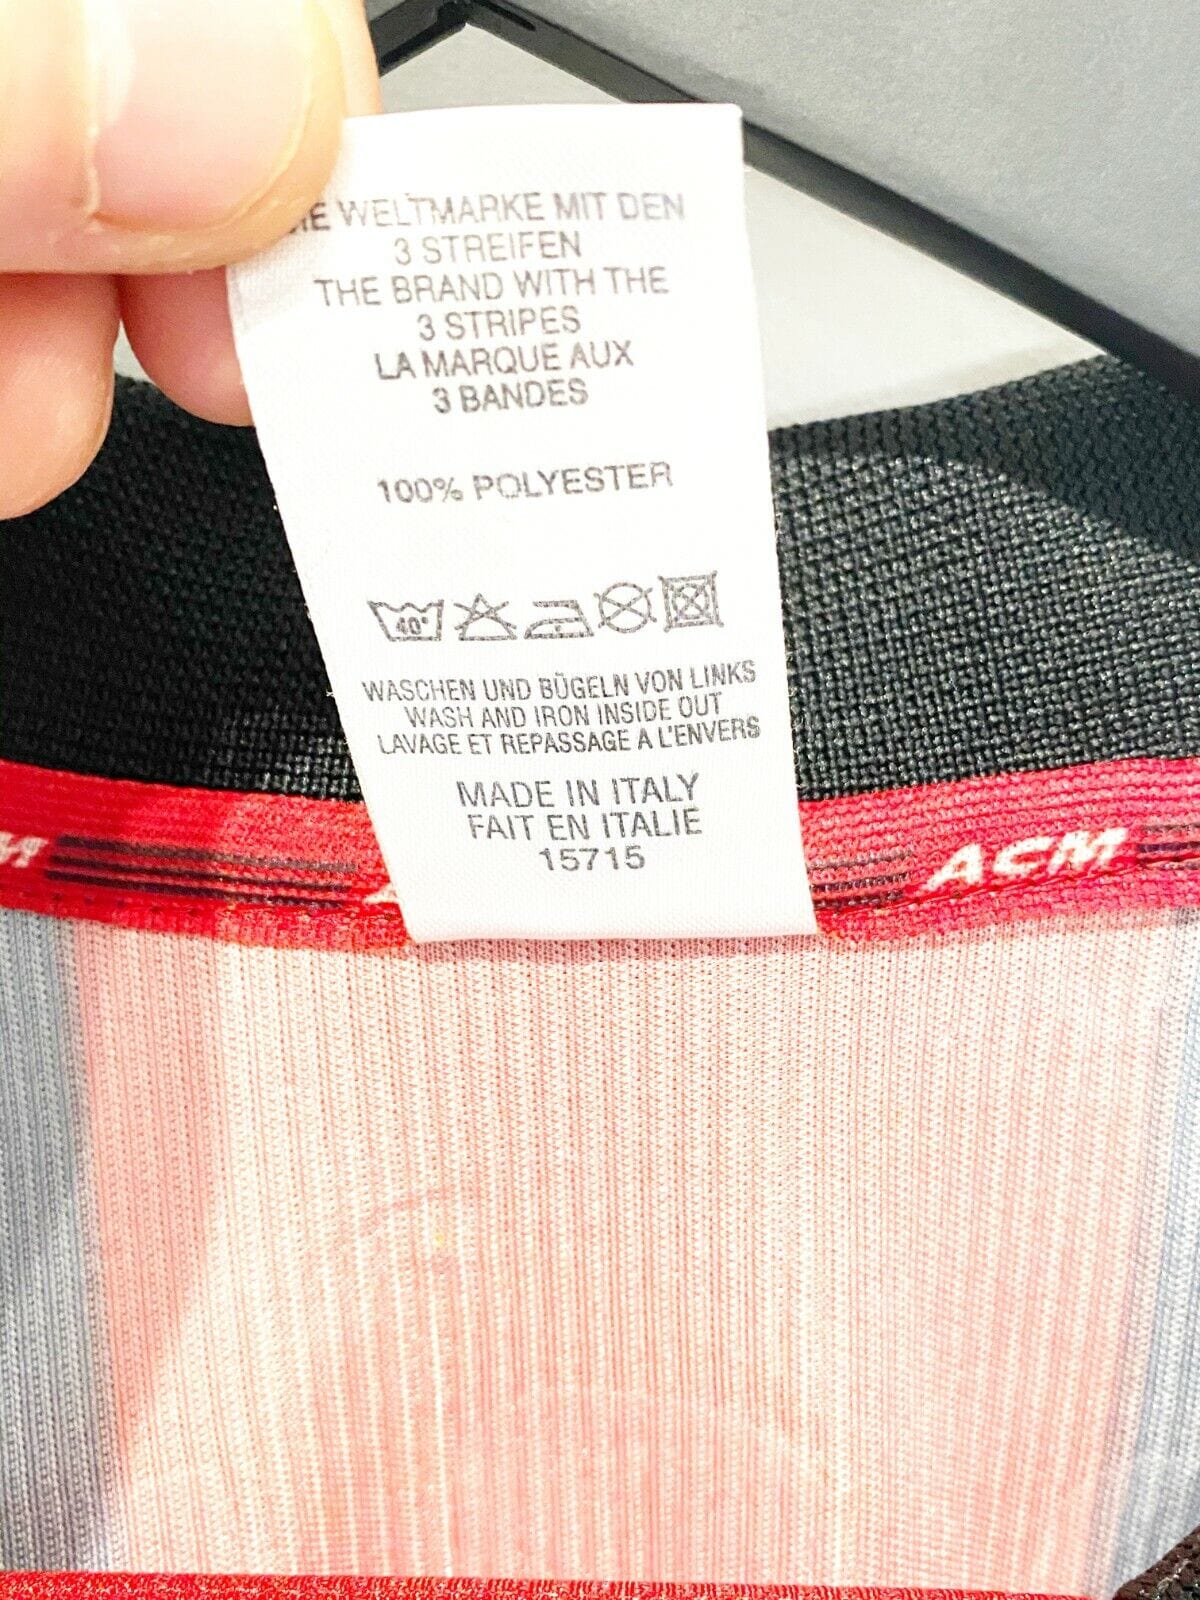 WELTMARKE MIT DEN
3 STREIFEN
THE BRAND WITH THE
3 STRIPES
LA MARQUE AUX
3 BANDES
100% POLYESTER
40°
WASCHEN UND BÜGELN VON LINKS
WASH AND IRON INSIDE OUT
LAVAGE ET REPASSAGE A L'ENVERS
MADE IN ITALY
FAIT EN ITALIE
15715
ACM